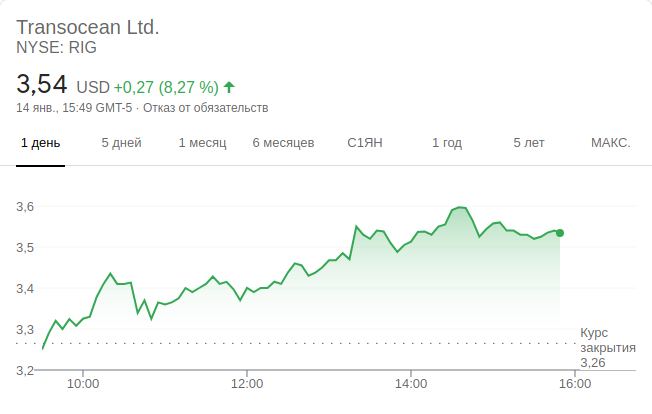 Transocean Ltd.
NYSE: RIG
3,54 USD +0,27 (8,27 %)
14 янв., 15:49 GMT-5 · Отказ от обязательств
1 день 5 дней 1 месяц 6 месяцев С1ЯН 1 год 5 лет МАКС.
3,6
3,5
3,4
3,3
3,2
Курс
закрытия
3,26
10:00 12:00 14:00 16:00